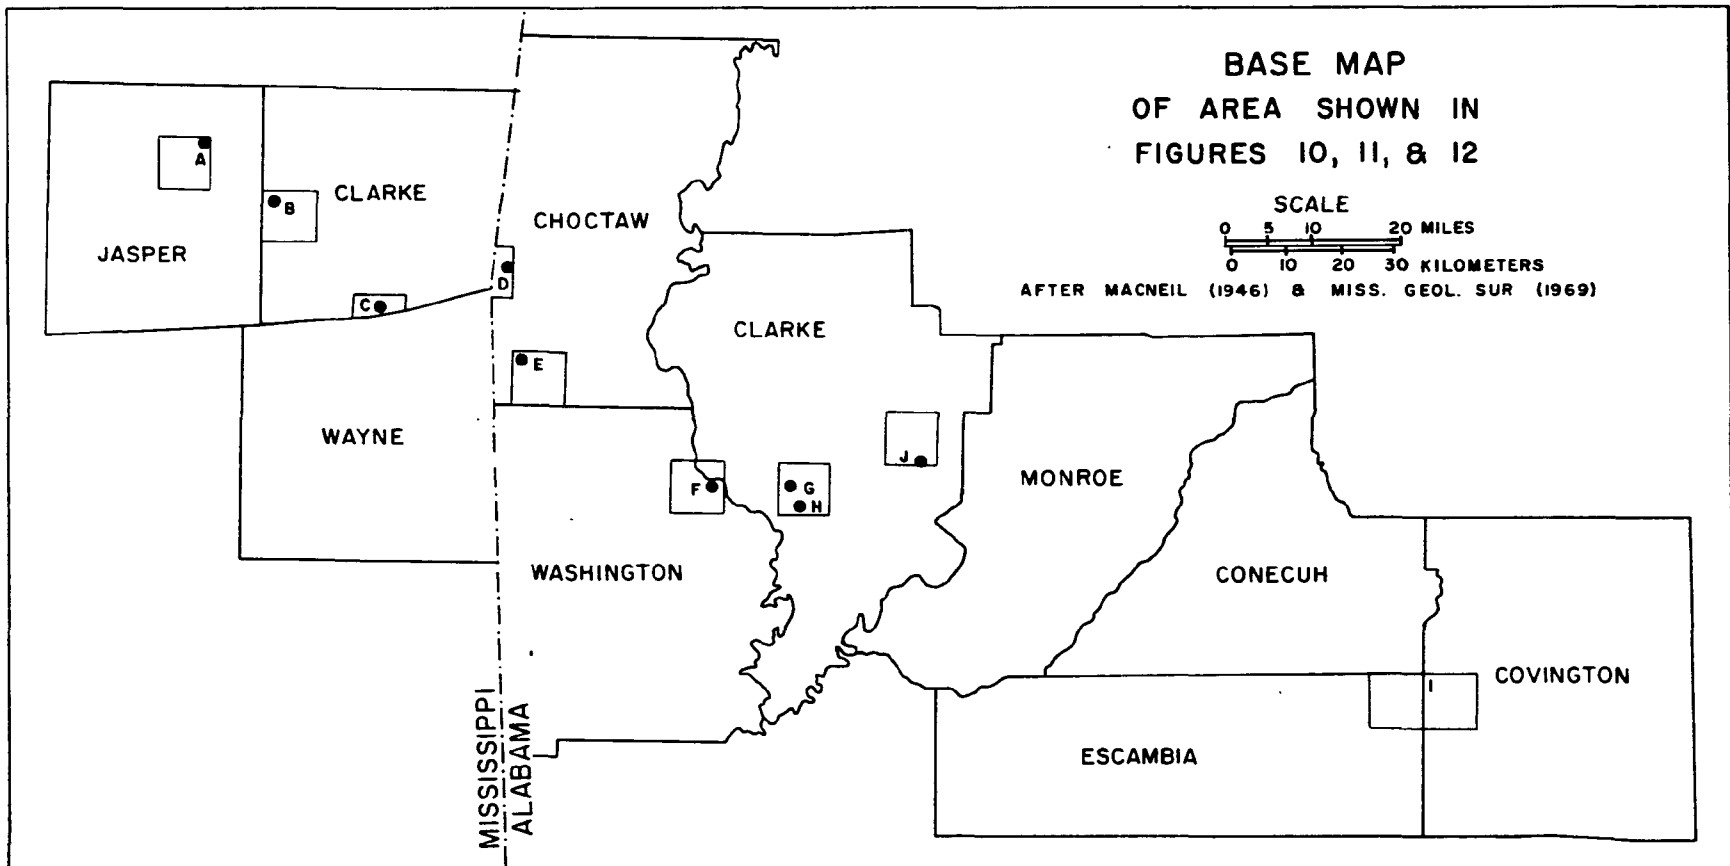 BASE MAP
OF AREA SHOWN IN
FIGURES 10, 11, & 12
SCALE
0 5 10 20 MILES
0 10 20 30 KILOMETERS
AFTER MACNEIL (1946) & MISS. GEOL. SUR (1969)
A
B
CLARKE
CHOCTAW
JASPER
D
C
CLARKE
E
WAYNE
J
MONROE
F
G
H
WASHINGTON
CONECUH
COVINGTON
I
ESCAMBIA
MISSISSIPPI
ALABAMA